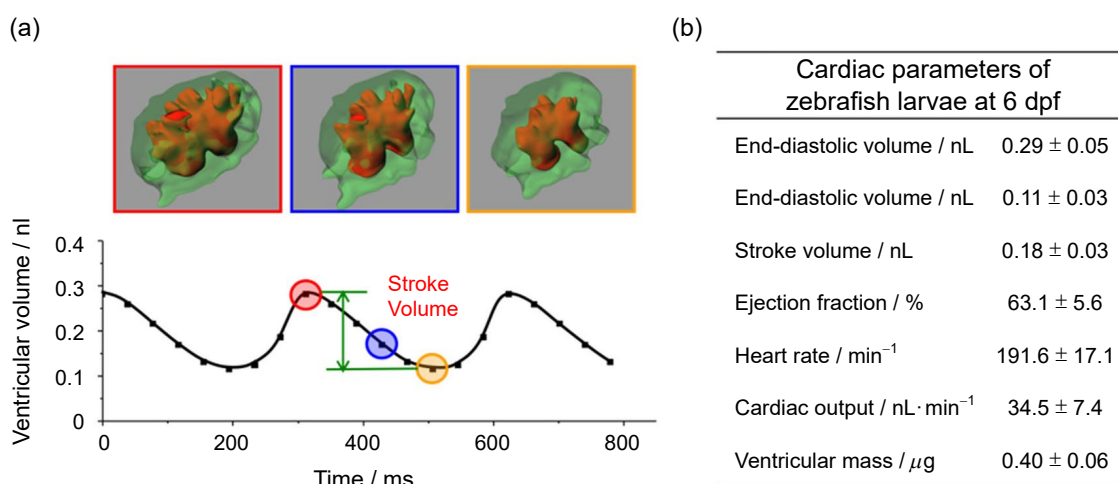 (a)
Ventricular volume / nl
0.4
0.3
0.2
0.1
0
Stroke
Volume
0
200
400
600
800
Time / ms
(b)
Cardiac parameters of
zebrafish larvae at 6 dpf
End-diastolic volume / nL 0.29 ± 0.05
End-diastolic volume / nL 0.11 ± 0.03
Stroke volume / nL 0.18 ± 0.03
Ejection fraction / % 63.1 ± 5.6
Heart rate / min⁻¹ 191.6 ± 17.1
Cardiac output / nL·min⁻¹ 34.5 ± 7.4
Ventricular mass / μg 0.40 ± 0.06